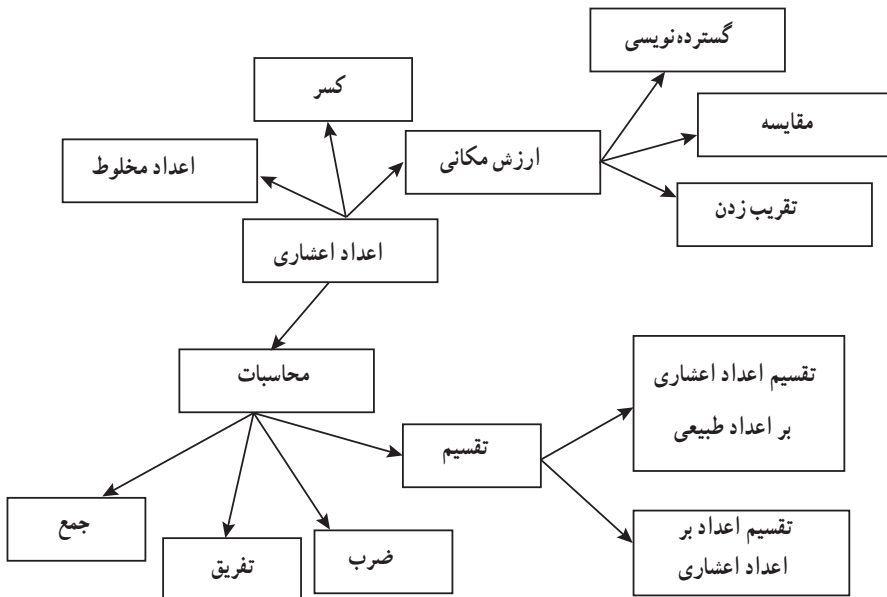 گسترده‌نویسی
کسر
مقایسه
ارزش مکانی
اعداد مخلوط
تقریب زدن
اعداد اعشاری
محاسبات
تقسیم اعداد اعشاری
بر اعداد طبیعی
تقسیم
جمع
تفریق
ضرب
تقسیم اعداد بر
اعداد اعشاری